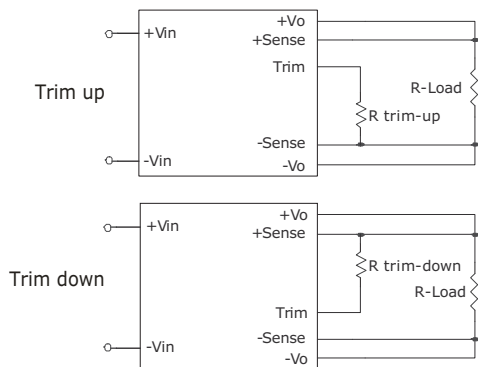 +Vo
+Vin
+Sense
Trim
Trim up
R-Load
R trim-up
-Sense
-Vin
-Vo
+Vo
+Vin
+Sense
R trim-down
Trim down
R-Load
Trim
-Sense
-Vin
-Vo